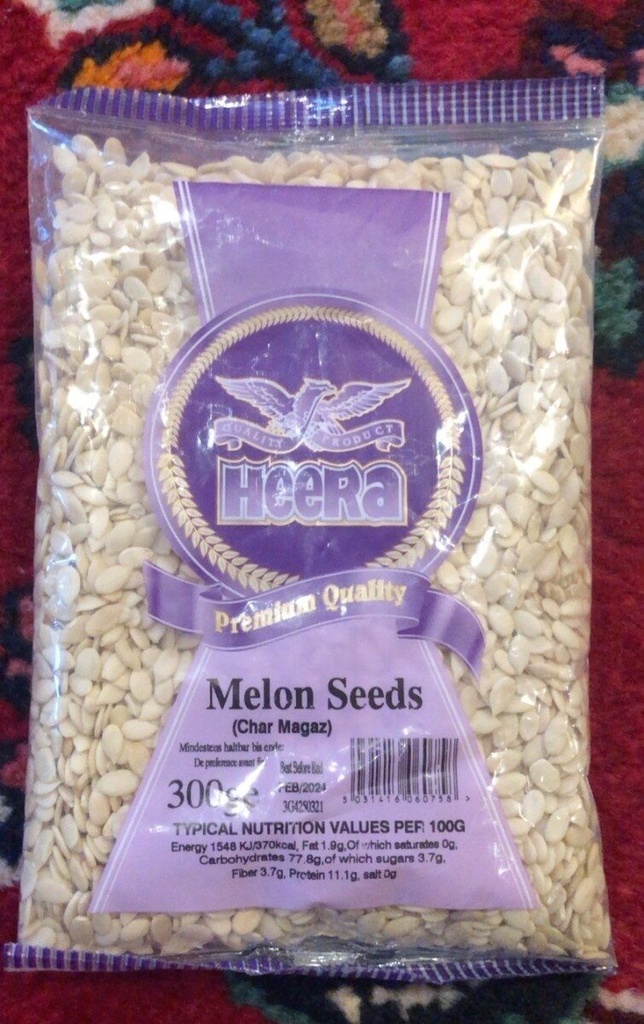 QUALITY PRODUCT
HEERa
Premium Quality
Melon Seeds
(Char Magaz)
Mindestens haltbar bis ende:
De preference avant
Best Before End
300g e
FEB/2024
3G4250321
5 031416 060758 >
TYPICAL NUTRITION VALUES PER 100G
Energy 1548 KJ/370kcal, Fat 1.9g,Of which saturates 0g,
Carbohydrates 77.8g,of which sugars 3.7g,
Fiber 3.7g, Protein 11.1g, salt 0g